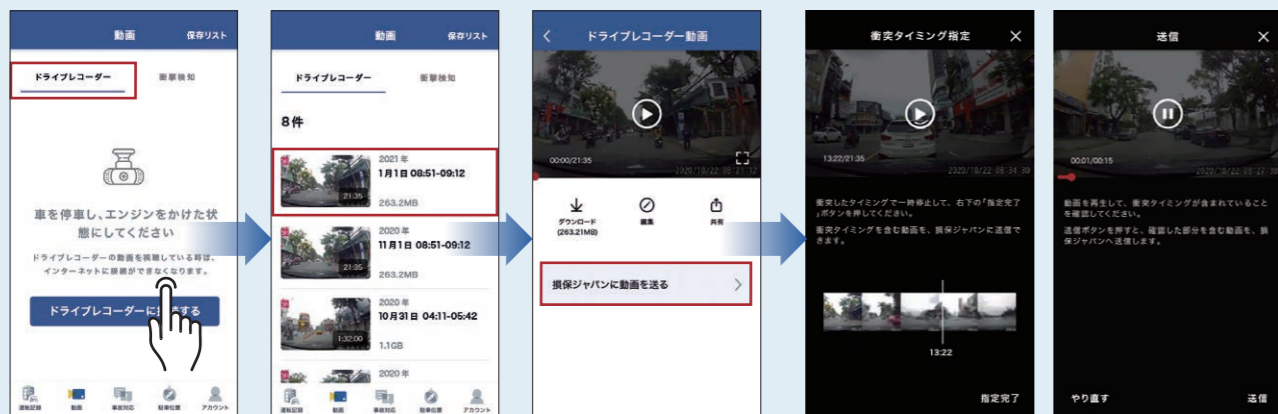 動画
保存リスト
ドライブレコーダー
衝撃検知
車を停車し、エンジンをかけた状
態にしてください
ドライブレコーダーの動画を視聴している時は、
インターネットに接続ができなくなります。
ドライブレコーダーに
する
運転記録
動画
事故対応
駐車位置
アカウント
動画
保存リスト
ドライブレコーダー
衝撃検知
8件
2021年
1月1日 08:51-09:12
21:35
263.2MB
2020年
11月1日 08:51-09:12
21:35
263.2MB
2020年
10月31日 04:11-05:42
1:32:00
1.1GB
2020年
運転記録
動画
事故対応
駐車位置
アカウント
ドライブレコーダー動画
00:00/21:35
2020/10/22 08:21:12
ダウンロード
(263.21MB)
編集
共有
損保ジャパンに動画を送る
衝突タイミング指定
13:22/21:35
2020/10/22 08:34:30
衝突したタイミングで一時停止して、右下の「指定完了
」ボタンを押してください。
衝突タイミングを含む動画を、損保ジャパンに送信で
きます。
13:22
指定完了
送信
00:01/00:15
動画を再生して、衝突タイミングが含まれていること
を確認してください。
送信ボタンを押すと、確認した部分を含む動画を、損
保ジャパンへ送信します。
やり直す
送信